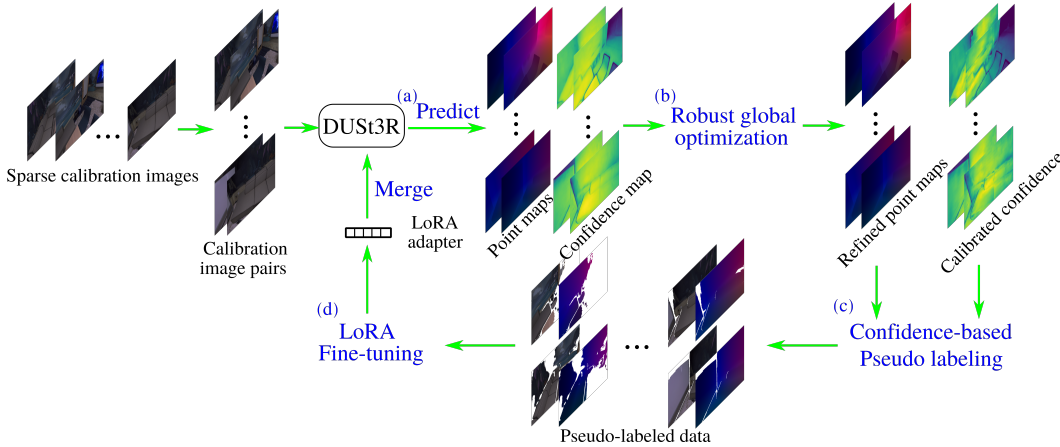 Sparse calibration images
Calibration
image pairs
DUSt3R
(a)
Predict
Merge
LoRA
adapter
Point maps
Confidence map
(b)
Robust global
optimization
Refined point maps
Calibrated confidence
(c)
Confidence-based
Pseudo labeling
Pseudo-labeled data
(d)
LoRA
Fine-tuning